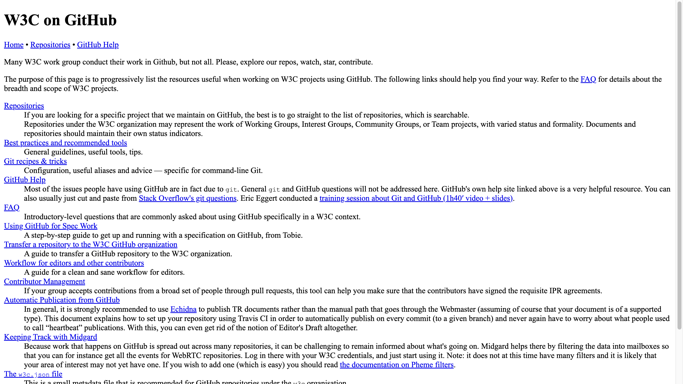 W3C on GitHub
Home • Repositories • GitHub Help
Many W3C work group conduct their work in Github, but not all. Please, explore our repos, watch, star, contribute.
The purpose of this page is to progressively list the resources useful when working on W3C projects using GitHub. The following links should help you find your way. Refer to the FAQ for details about the
breadth and scope of W3C projects.
Repositories
If you are looking for a specific project that we maintain on GitHub, the best is to go straight to the list of repositories, which is searchable.
Repositories under the W3C organization may represent the work of Working Groups, Interest Groups, Community Groups, or Team projects, with varied status and formality. Documents and
repositories should maintain their own status indicators.
Best practices and recommended tools
General guidelines, useful tools, tips.
Git recipes & tricks
Configuration, useful aliases and advice — specific for command-line Git.
GitHub Help
Most of the issues people have using GitHub are in fact due to git. General git and GitHub questions will not be addressed here. GitHub's own help site linked above is a very helpful resource. You can
also usually just cut and paste from Stack Overflow's git questions. Eric Eggert conducted a training session about Git and GitHub (1h40' video + slides).
FAQ
Introductory-level questions that are commonly asked about using GitHub specifically in a W3C context.
Using GitHub for Spec Work
A step-by-step guide to get up and running with a specification on GitHub, from Tobie.
Transfer a repository to the W3C GitHub organization
A guide to transfer a GitHub repository to the W3C organization.
Workflow for editors and other contributors
A guide for a clean and sane workflow for editors.
Contributor Management
If your group accepts contributions from a broad set of people through pull requests, this tool can help you make sure that the contributors have signed the requisite IPR agreements.
Automatic Publication from GitHub
In general, it is strongly recommended to use Echidna to publish TR documents rather than the manual path that goes through the Webmaster (assuming of course that your document is of a supported
type). This document explains how to set up your repository using Travis CI in order to automatically publish on every commit (to a given branch) and never again have to worry about what people used
to call “heartbeat” publications. With this, you can even get rid of the notion of Editor's Draft altogether.
Keeping Track with Midgard
Because work that happens on GitHub is spread out across many repositories, it can be challenging to remain informed about what's going on. Midgard helps there by filtering the data into mailboxes so
that you can for instance get all the events for WebRTC repositories. Log in there with your W3C credentials, and just start using it. Note: it does not at this time have many filters and it is likely that
your area of interest may not yet have one. If you wish to add one (which is easy) you should read the documentation on Pheme filters.
The w3c.json file
This is a small metadata file that is recommended for GitHub repositories under the w3c organisation.